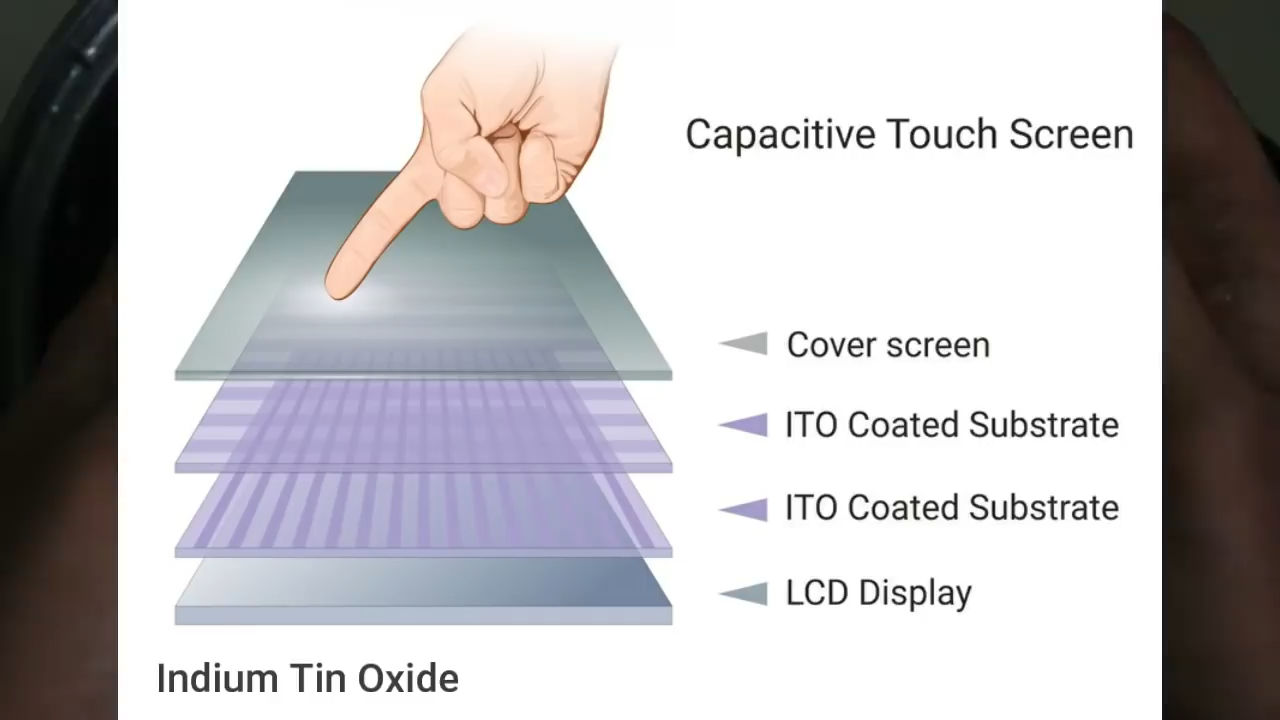 Capacitive Touch Screen
Cover screen
ITO Coated Substrate
ITO Coated Substrate
LCD Display
Indium Tin Oxide